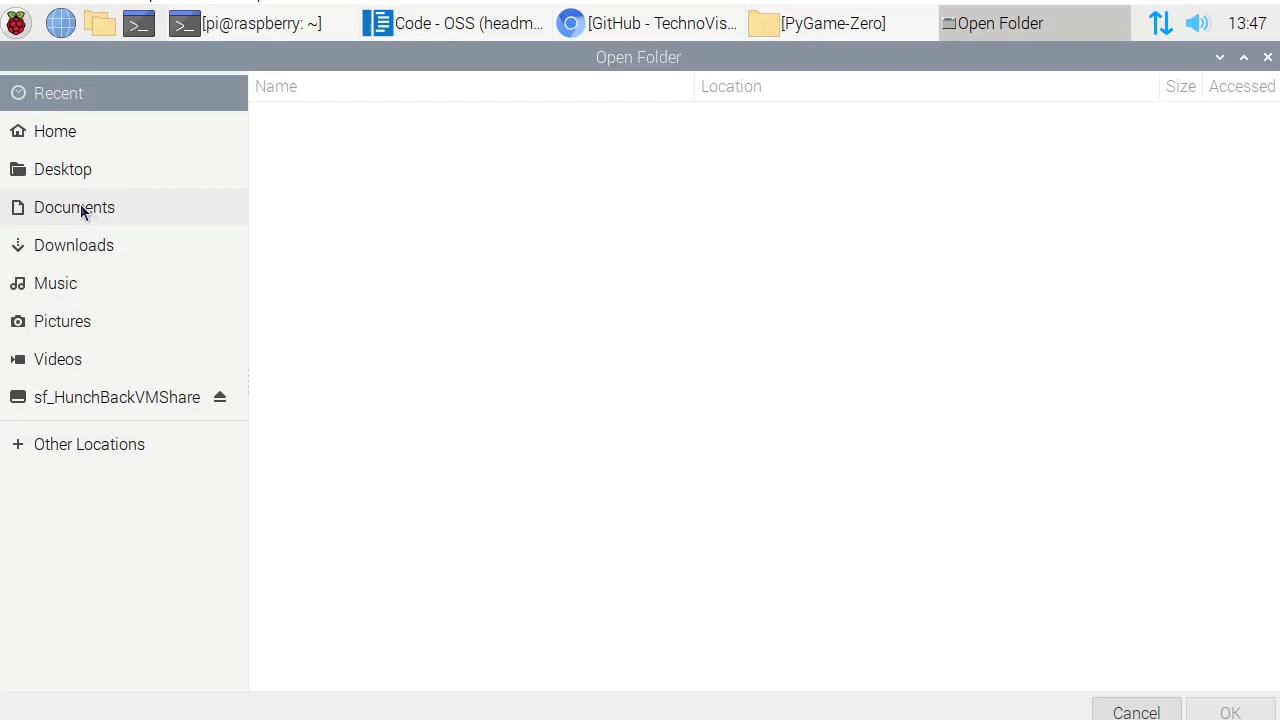 [pi@raspberry: ~]
Code - OSS (headm...
[GitHub - TechnoVis...
[PyGame-Zero]
Open Folder
13:47
Open Folder
Recent
Name
Location
Size
Accessed
Home
Desktop
Documents
Downloads
Music
Pictures
Videos
sf_HunchBackVMShare
Other Locations
Cancel
OK